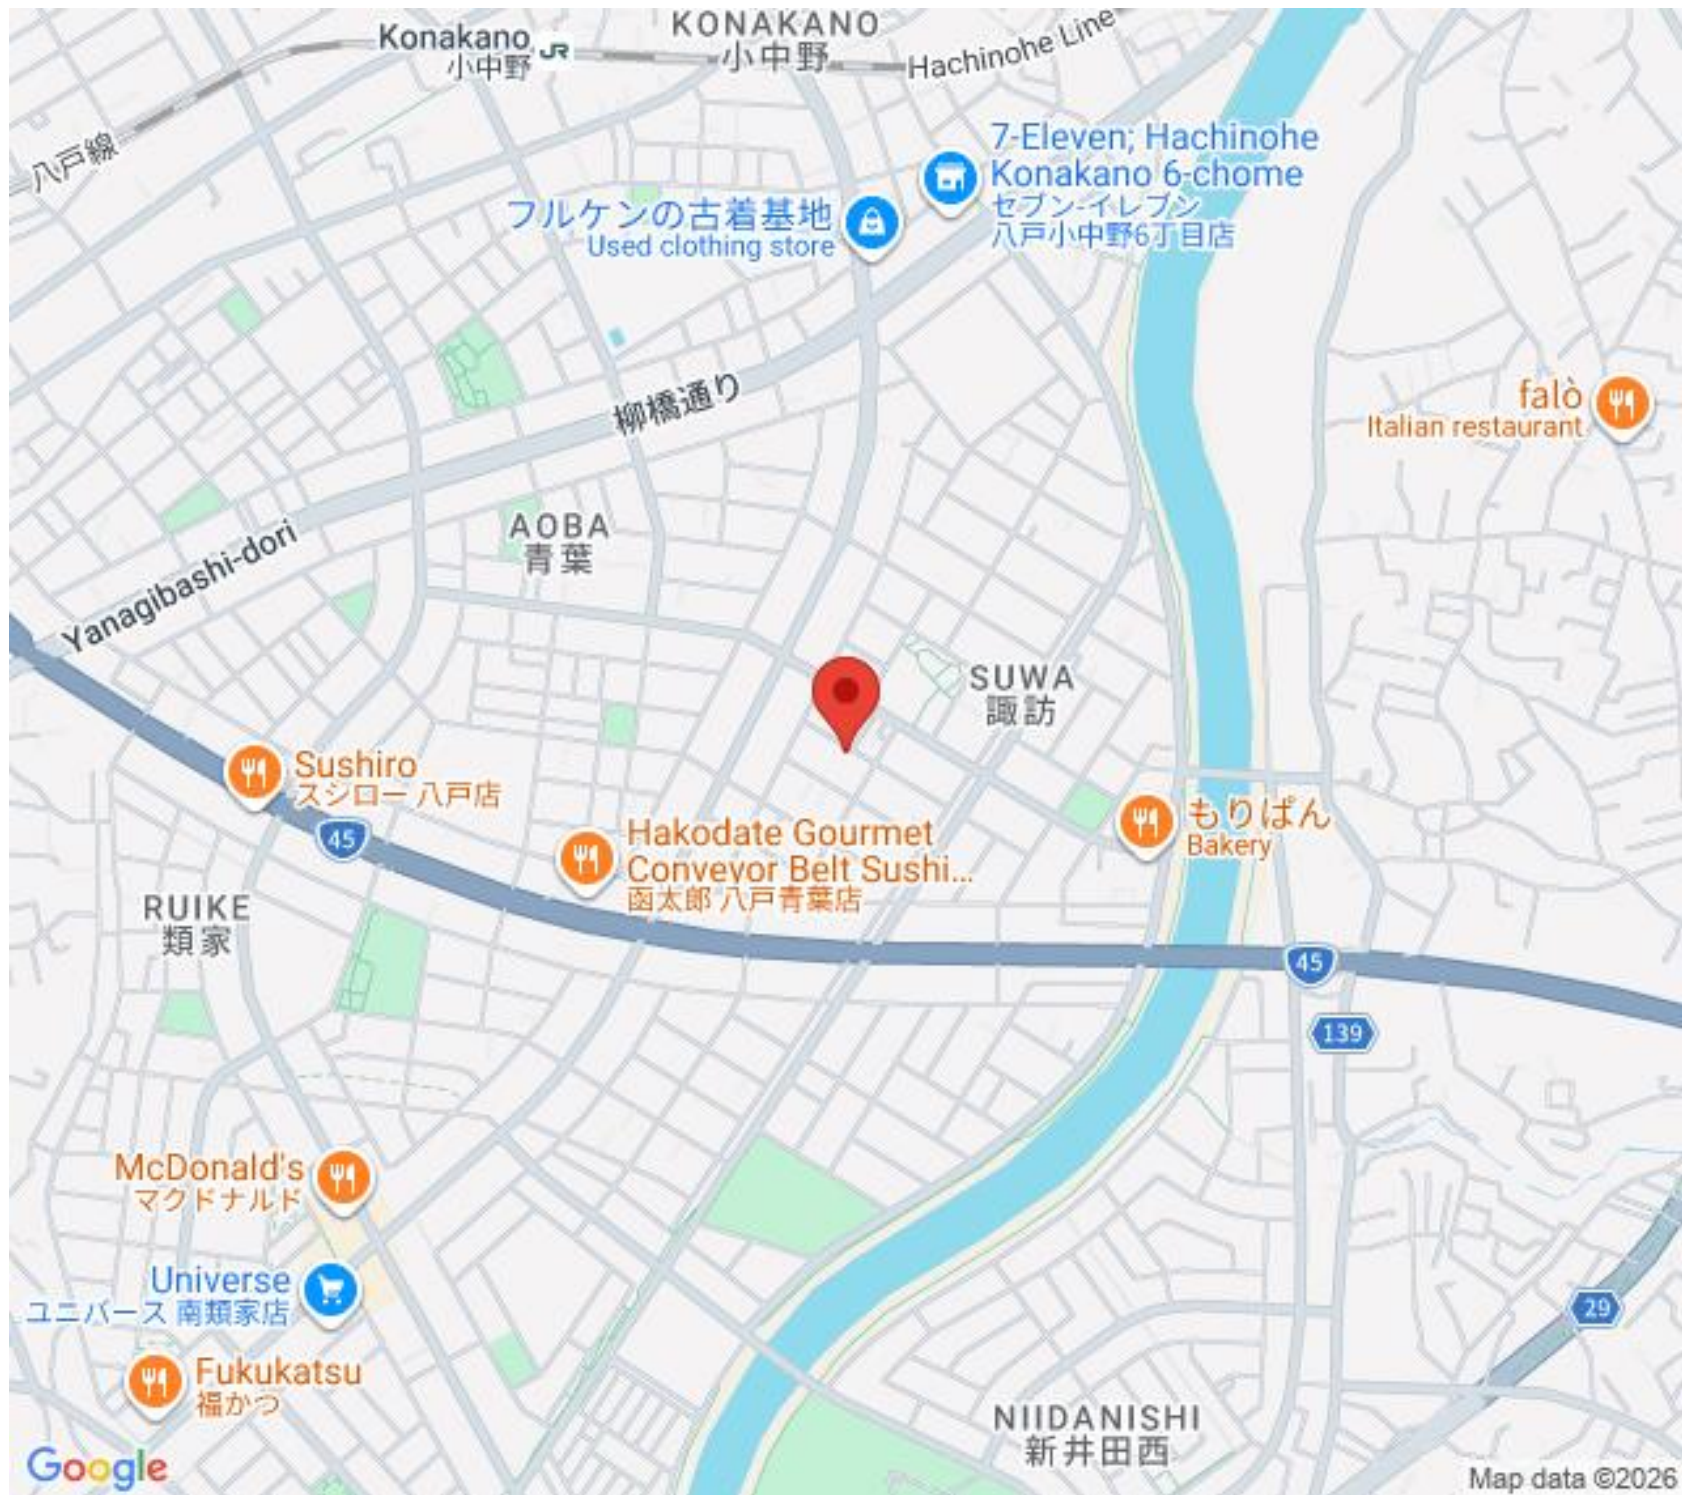 KONAKANO
小中野
Konakano
小中野
JR
Hachinohe Line
八戸線
7-Eleven; Hachinohe
Konakano 6-chome
セブン-イレブン
八戸小中野6丁目店
フルケンの古着基地
Used clothing store
柳橋通り
falò
Italian restaurant
AOBA
青葉
Yanagibashi-dori
SUWA
諏訪
Sushiro
スシロー 八戸店
45
Hakodate Gourmet
Conveyor Belt Sushi...
函太郎 八戸青葉店
もりぱん
Bakery
RUIKE
類家
45
139
McDonald's
マクドナルド
Universe
ユニバース 南類家店
29
Fukukatsu
福かつ
NIIDANISHI
新井田西
Google
Map data ©2026